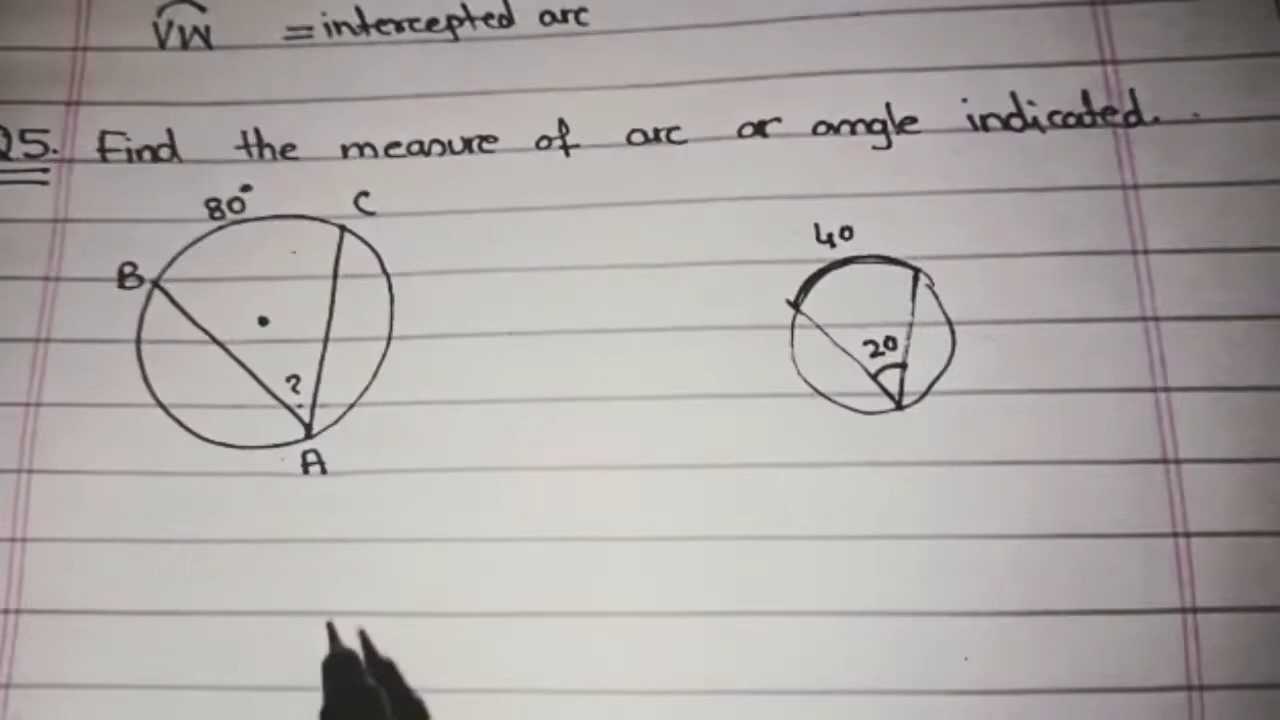 VW = intercepted arc
25. Find the measure of arc or angle indicated.
80° C
B
?
A
40
20